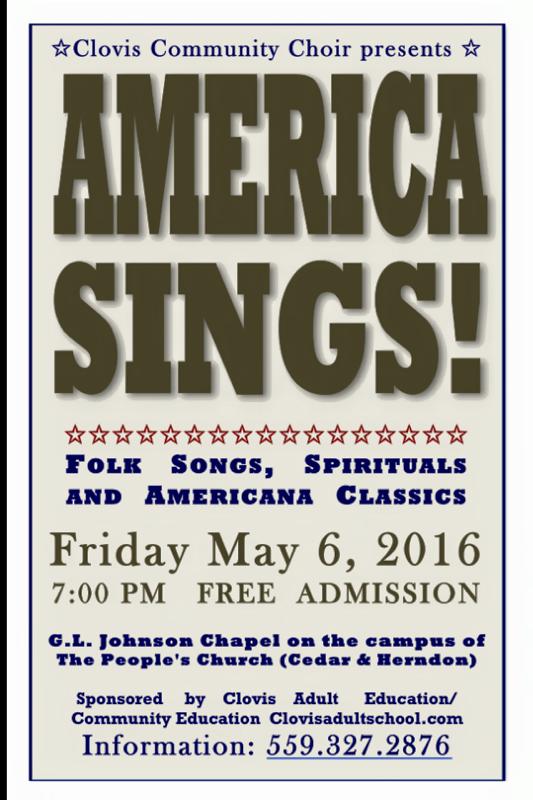 ☆Clovis Community Choir presents ☆
AMERICA
SINGS!
☆☆☆☆☆☆☆☆☆☆☆☆☆☆☆☆☆
Folk Songs, Spirituals
and Americana Classics
Friday May 6, 2016
7:00 PM FREE ADMISSION
G.L. Johnson Chapel on the campus of
The People's Church (Cedar & Herndon)
Sponsored by Clovis Adult Education/
Community Education Clovisadultschool.com
Information: 559.327.2876